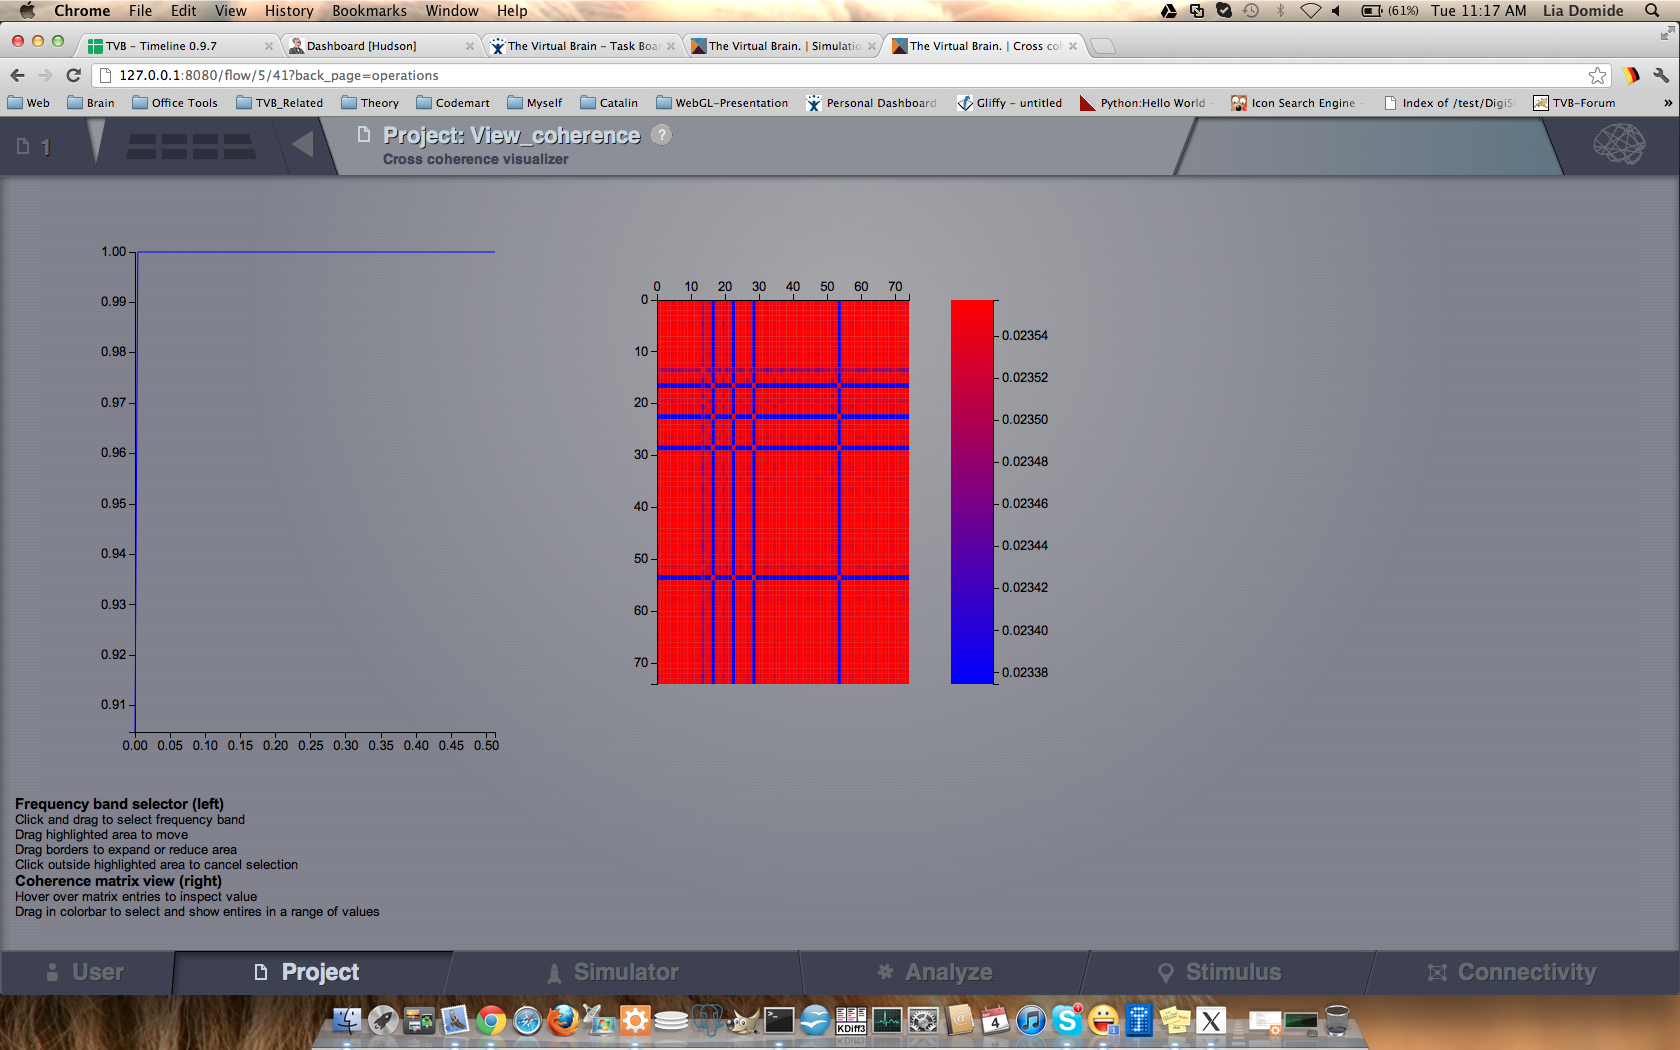 Chrome File Edit View History Bookmarks Window Help (61%) Tue 11:17 AM Lia Domide
TVB – Timeline 0.9.7 Dashboard [Hudson] The Virtual Brain – Task Boa The Virtual Brain. | Simulatio The Virtual Brain. | Cross co
127.0.0.1:8080/flow/5/41?back_page=operations
Web Brain Office Tools TVB_Related Theory Codemart Myself Catalin WebGL-Presentation Personal Dashboard Gliffy – untitled Python:Hello World Icon Search Engine Index of /test/DigiS TVB-Forum »
1 Project: View_coherence ?
Cross coherence visualizer
1.00
0.99
0.98
0.97
0.96
0.95
0.94
0.93
0.92
0.91
0.00 0.05 0.10 0.15 0.20 0.25 0.30 0.35 0.40 0.45 0.50
0 10 20 30 40 50 60 70
0
10
20
30
40
50
60
70
0.02354
0.02352
0.02350
0.02348
0.02346
0.02344
0.02342
0.02340
0.02338
Frequency band selector (left)
Click and drag to select frequency band
Drag highlighted area to move
Drag borders to expand or reduce area
Click outside highlighted area to cancel selection
Coherence matrix view (right)
Hover over matrix entries to inspect value
Drag in colorbar to select and show entires in a range of values
User Project Simulator Analyze Stimulus Connectivity
KDiff3 4 1 X